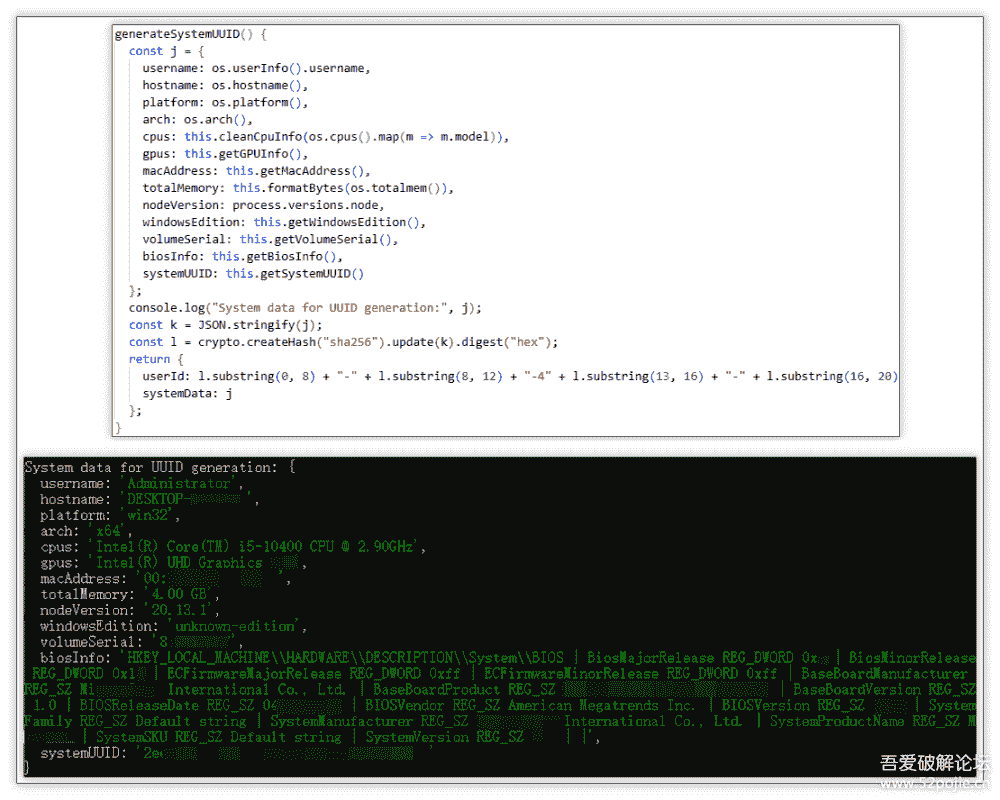 generateSystemUUID() {
const j = {
username: os.userInfo().username,
hostname: os.hostname(),
platform: os.platform(),
arch: os.arch(),
cpus: this.cleanCpuInfo(os.cpus().map(m => m.model)),
gpus: this.getGPUInfo(),
macAddress: this.getMacAddress(),
totalMemory: this.formatBytes(os.totalmem()),
nodeVersion: process.versions.node,
windowsEdition: this.getWindowsEdition(),
volumeSerial: this.getVolumeSerial(),
biosInfo: this.getBiosInfo(),
systemUUID: this.getSystemUUID()
};
console.log("System data for UUID generation:", j);
const k = JSON.stringify(j);
const l = crypto.createHash("sha256").update(k).digest("hex");
return {
userId: l.substring(0, 8) + "-" + l.substring(8, 12) + "-4" + l.substring(13, 16) + "-" + l.substring(16, 20)
systemData: j
};
}
System data for UUID generation: {
username: 'Administrator',
hostname: 'DESKTOP- ',
platform: 'win32',
arch: 'x64',
cpus: 'Intel(R) Core(TM) i5-10400 CPU @ 2.90GHz',
gpus: 'Intel(R) UHD Graphics ',
macAddress: '00: ',
totalMemory: '4.00 GB',
nodeVersion: '20.13.1',
windowsEdition: 'unknown-edition',
volumeSerial: '8 ',
biosInfo: 'HKEY_LOCAL_MACHINE\\HARDWARE\\DESCRIPTION\\System\\BIOS | BiosMajorRelease REG_DWORD 0x | BiosMinorRelease
REG_DWORD 0x1 | ECFirmwareMajorRelease REG_DWORD 0xff | ECFirmwareMinorRelease REG_DWORD 0xff | BaseBoardManufacturer
REG_SZ Mi International Co., Ltd. | BaseBoardProduct REG_SZ | BaseBoardVersion REG_SZ
1.0 | BIOSReleaseDate REG_SZ 04 | BIOSVendor REG_SZ American Megatrends Inc. | BIOSVersion REG_SZ | System
Family REG_SZ Default string | SystemManufacturer REG_SZ International Co., Ltd. | SystemProductName REG_SZ M
| SystemSKU REG_SZ Default string | SystemVersion REG_SZ | |',
systemUUID: '2e '
}
吾爱破解论坛
www.52pojie.cn